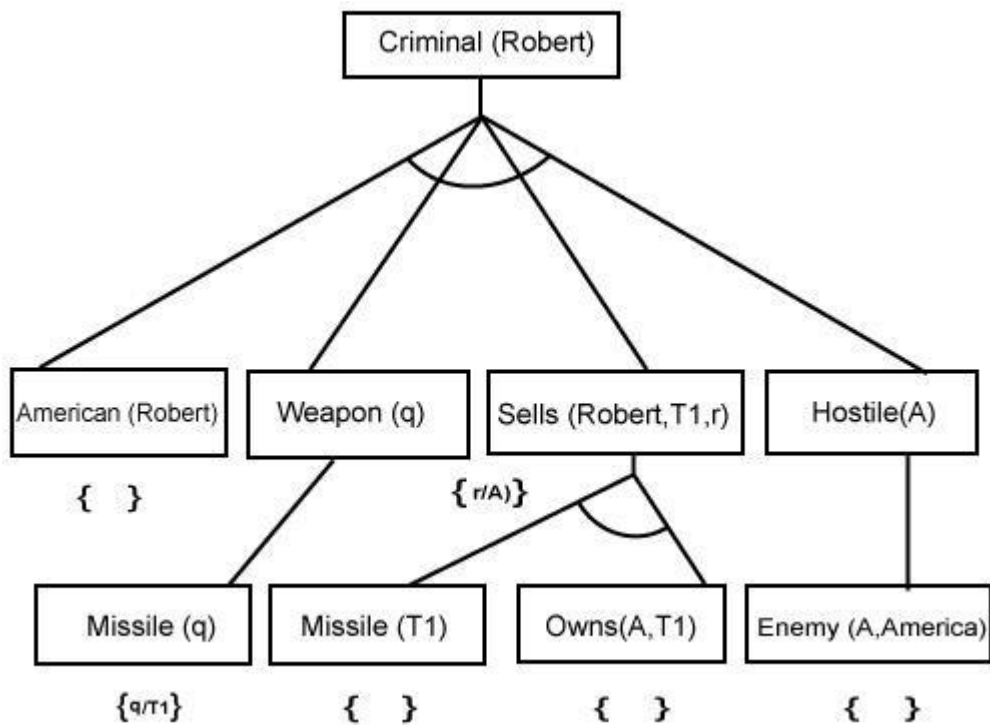 Criminal (Robert)
American (Robert)
Weapon (q)
Sells (Robert,T1,r)
Hostile(A)
{ }
{ r/A)}
Missile (q)
Missile (T1)
Owns(A,T1)
Enemy (A,America)
{q/T1}
{ }
{ }
{ }